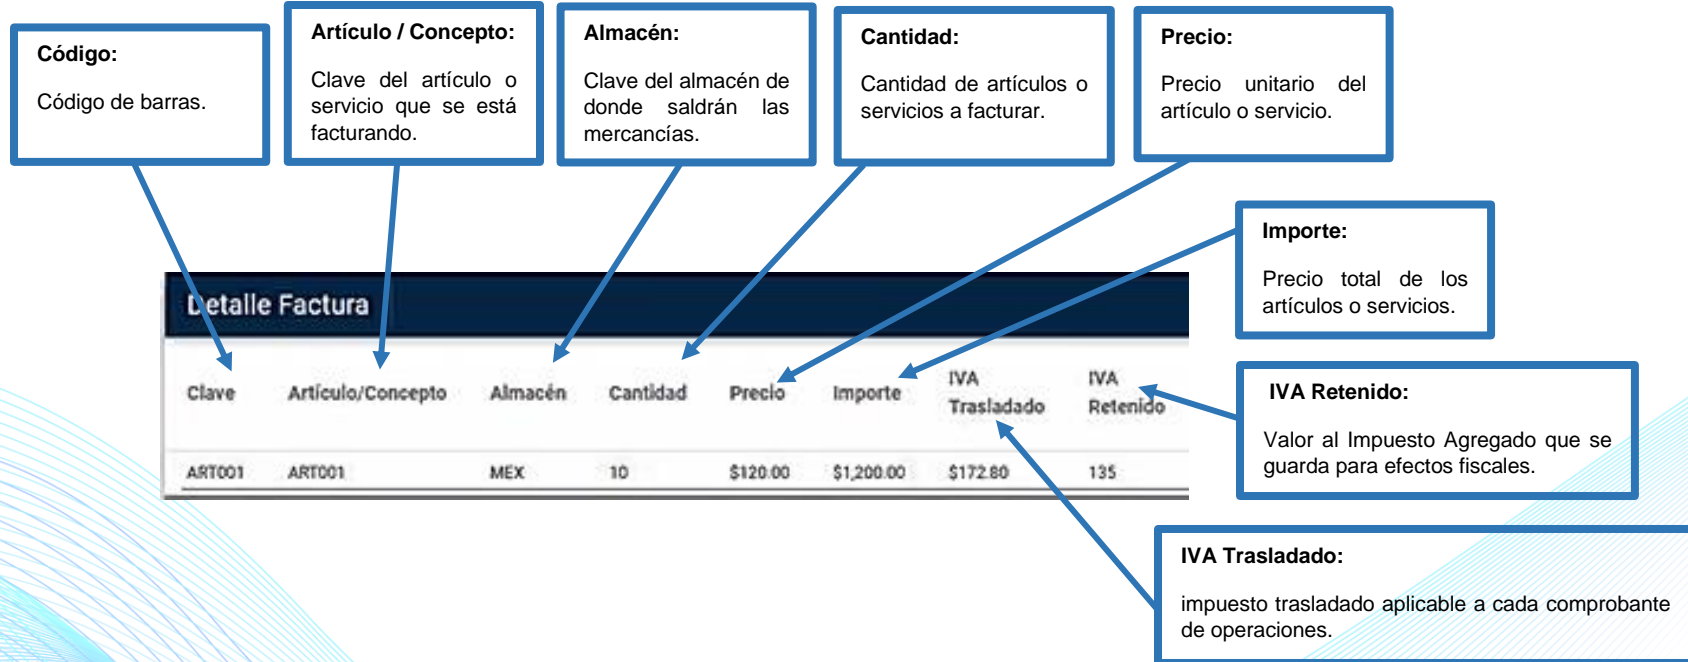 Código:
Código de barras.
Artículo / Concepto:
Clave del artículo o
servicio que se está
facturando.
Almacén:
Clave del almacén de
donde saldrán las
mercancías.
Cantidad:
Cantidad de artículos o
servicios a facturar.
Precio:
Precio unitario del
artículo o servicio.
Importe:
Precio total de los
artículos o servicios.
Detalle Factura
Clave Artículo/Concepto Almacén Cantidad Precio Importe IVA Trasladado IVA Retenido
ART001 ART001 MEX 10 $120.00 $1,200.00 $172.80 135
IVA Retenido:
Valor al Impuesto Agregado que se
guarda para efectos fiscales.
IVA Trasladado:
impuesto trasladado aplicable a cada comprobante
de operaciones.